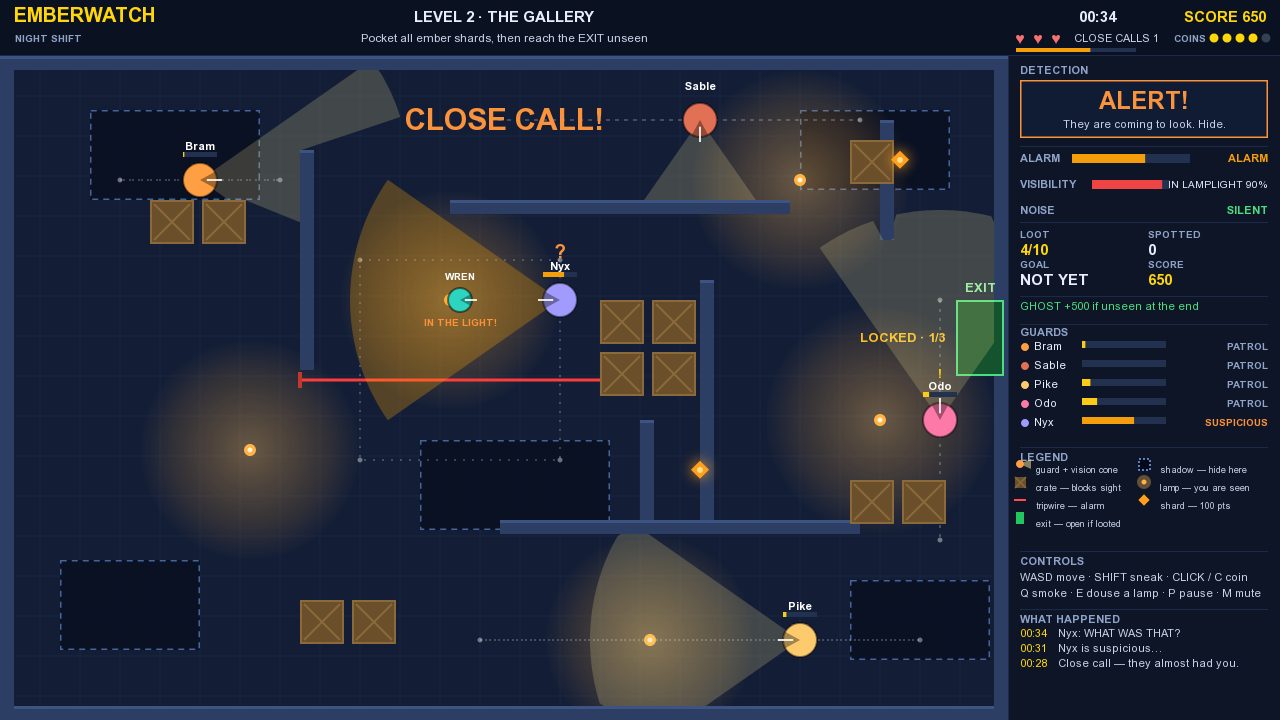 EMBERWATCH
NIGHT SHIFT
LEVEL 2 · THE GALLERY
Pocket all ember shards, then reach the EXIT unseen
00:34
SCORE 650
♥ ♥ ♥ CLOSE CALLS 1
COINS
Sable
CLOSE CALL!
Bram
?
Nyx
WREN
IN THE LIGHT!
EXIT
LOCKED · 1/3
!
Odo
Pike
DETECTION
ALERT!
They are coming to look. Hide.
ALARM
ALARM
VISIBILITY
IN LAMPLIGHT 90%
NOISE
SILENT
LOOT
SPOTTED
4/10
0
GOAL
SCORE
NOT YET
650
GHOST +500 if unseen at the end
GUARDS
Bram PATROL
Sable PATROL
Pike PATROL
Odo PATROL
Nyx SUSPICIOUS
LEGEND
guard + vision cone
shadow — hide here
crate — blocks sight
lamp — you are seen
tripwire — alarm
shard — 100 pts
exit — open if looted
CONTROLS
WASD move · SHIFT sneak · CLICK / C coin
Q smoke · E douse a lamp · P pause · M mute
WHAT HAPPENED
00:34 Nyx: WHAT WAS THAT?
00:31 Nyx is suspicious…
00:28 Close call — they almost had you.